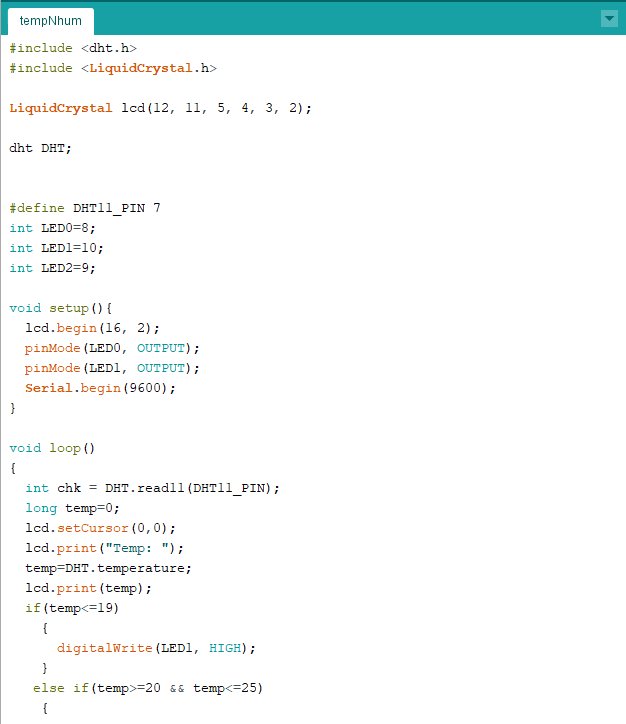 tempNhum
#include <dht.h>
#include <LiquidCrystal.h>
LiquidCrystal lcd(12, 11, 5, 4, 3, 2);
dht DHT;
#define DHT11_PIN 7
int LED0=8;
int LED1=10;
int LED2=9;
void setup(){
  lcd.begin(16, 2);
  pinMode(LED0, OUTPUT);
  pinMode(LED1, OUTPUT);
  Serial.begin(9600);
}
void loop()
{
  int chk = DHT.read11(DHT11_PIN);
  long temp=0;
  lcd.setCursor(0,0);
  lcd.print("Temp: ");
  temp=DHT.temperature;
  lcd.print(temp);
  if(temp<=19)
    {
      digitalWrite(LED1, HIGH);
    }
   else if(temp>=20 && temp<=25)
    {